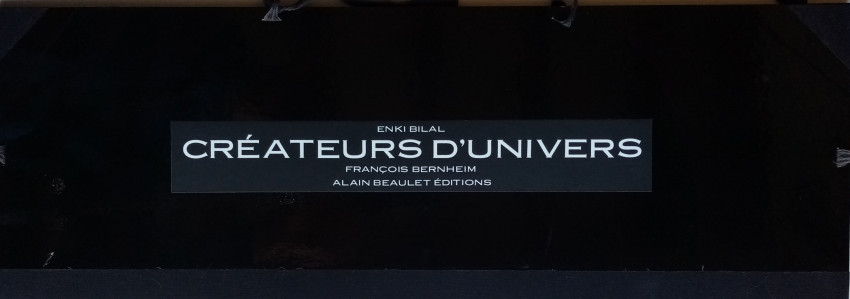 ENKI BILAL
CRÉATEURS D'UNIVERS
FRANÇOIS BERNHEIM
ALAIN BEAULET ÉDITIONS